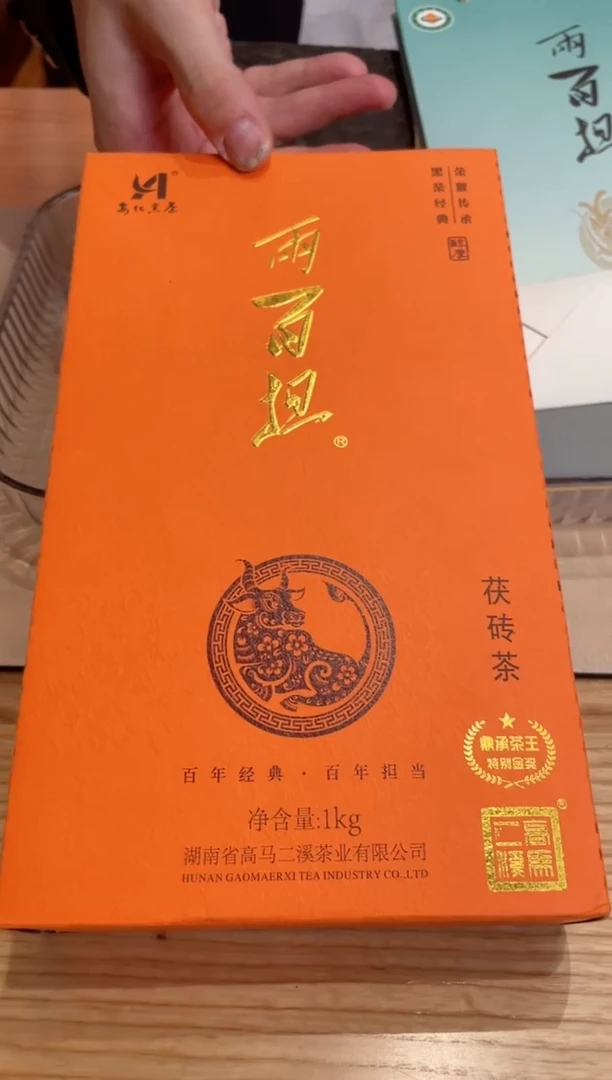 安化黑茶
荣耀传承
黑茶经典
兩百担
®
茯砖茶
鼎承茶王
特别金奖
百年经典·百年担当
净含量:1kg
湖南省高马二溪茶业有限公司
HUNAN GAOMAERXI TEA INDUSTRY CO.,LTD
高馬二溪
®
兩百担